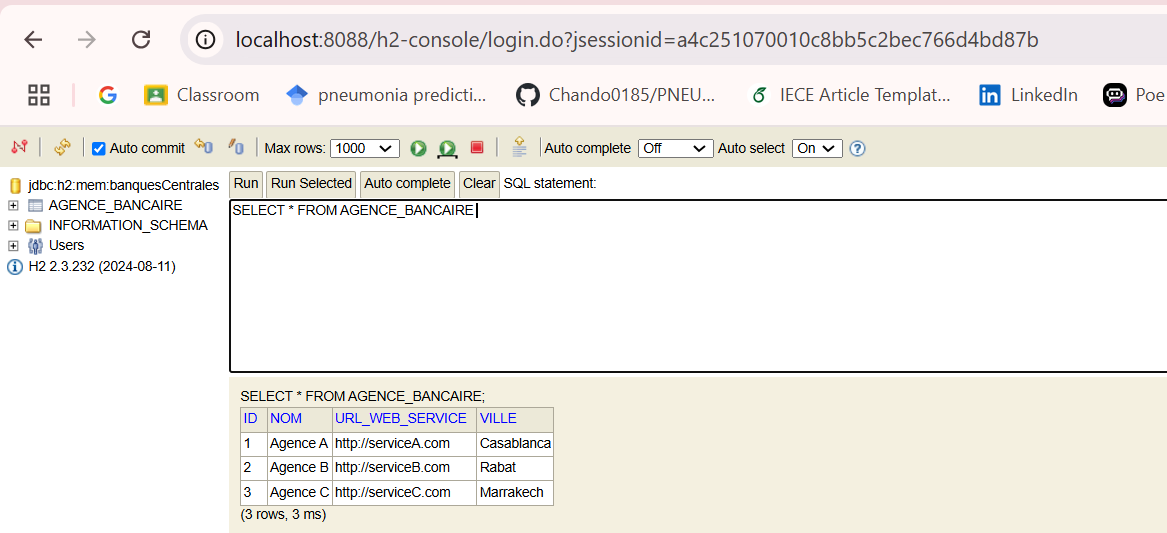 localhost:8088/h2-console/login.do?jsessionid=a4c251070010c8bb5c2bec766d4bd87b
Classroom pneumonia predicti... Chando0185/PNEU... IECE Article Templat... LinkedIn Poe
Auto commit Max rows: 1000 Auto complete Off Auto select On
jdbc:h2:mem:banquesCentrales
AGENCE_BANCAIRE
INFORMATION_SCHEMA
Users
H2 2.3.232 (2024-08-11)
Run Run Selected Auto complete Clear SQL statement:
SELECT * FROM AGENCE_BANCAIRE
SELECT * FROM AGENCE_BANCAIRE;
ID NOM URL_WEB_SERVICE VILLE
1 Agence A http://serviceA.com Casablanca
2 Agence B http://serviceB.com Rabat
3 Agence C http://serviceC.com Marrakech
(3 rows, 3 ms)